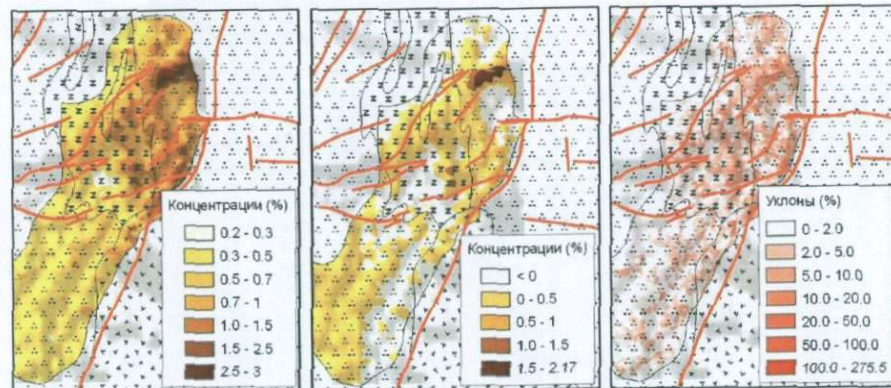 Концентрации (%)
0.2 - 0.3
0.3 - 0.5
0.5 - 0.7
0.7 - 1
1.0 - 1.5
1.5 - 2.5
2.5 - 3
Концентрации (%)
< 0
0 - 0.5
0.5 - 1
1.0 - 1.5
1.5 - 2.17
Уклоны (%)
0 - 2.0
2.0 - 5.0
5.0 - 10.0
10.0 - 20.0
20.0 - 50.0
50.0 - 100.0
100.0 - 275.6